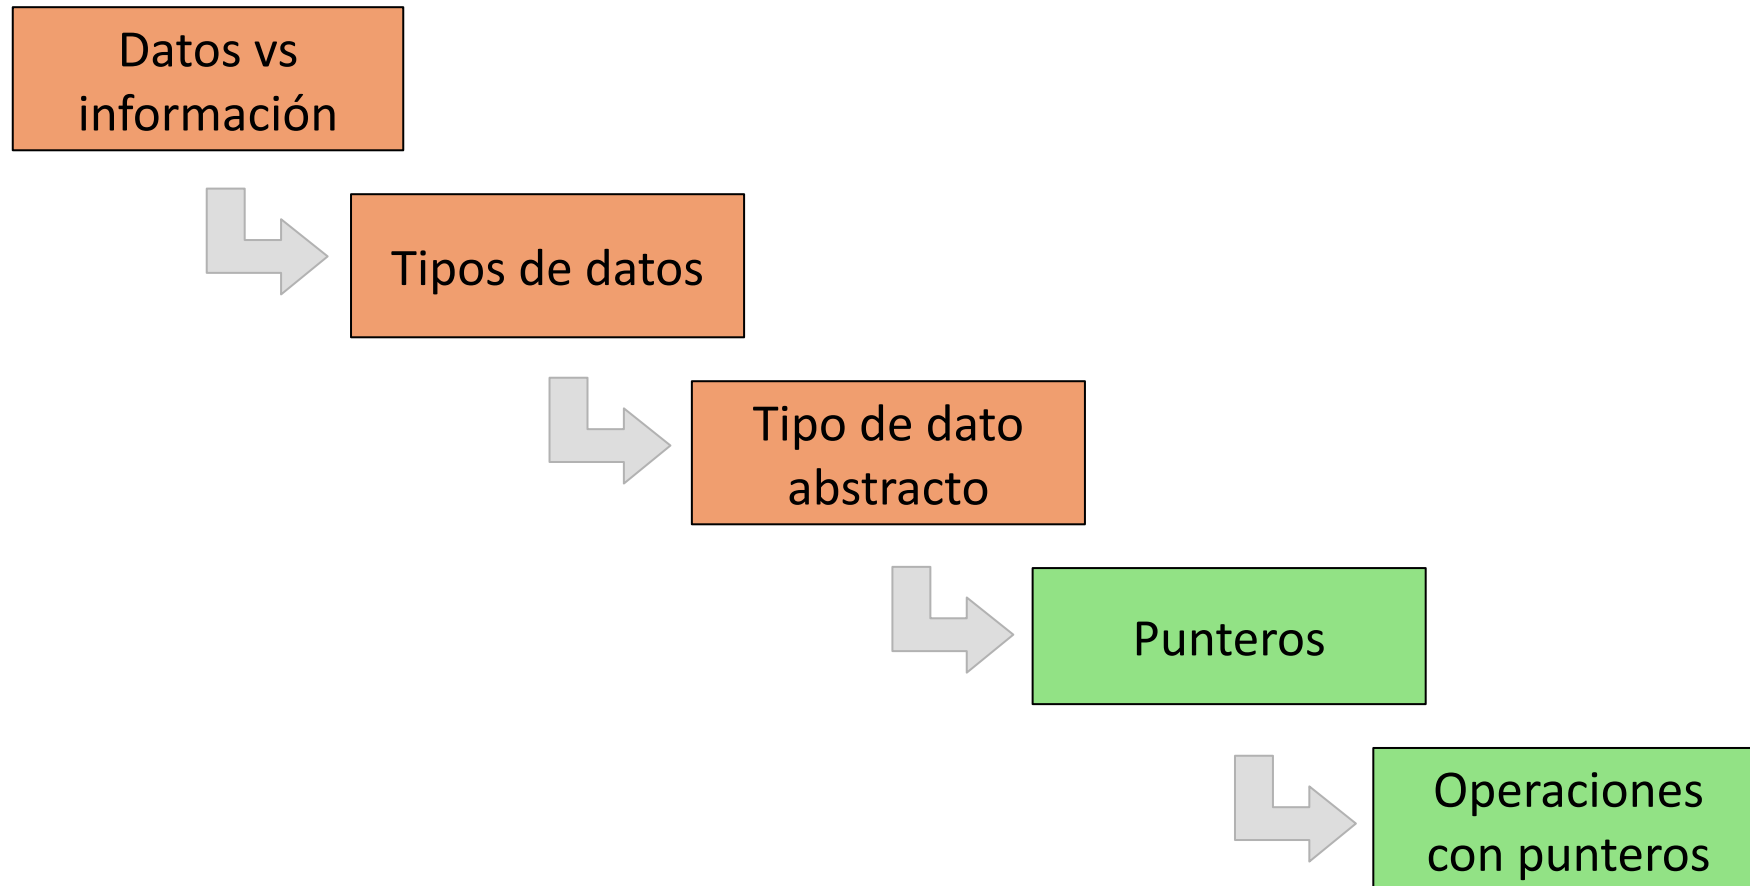 Datos vs
información
Tipos de datos
Tipo de dato
abstracto
Punteros
Operaciones
con punteros